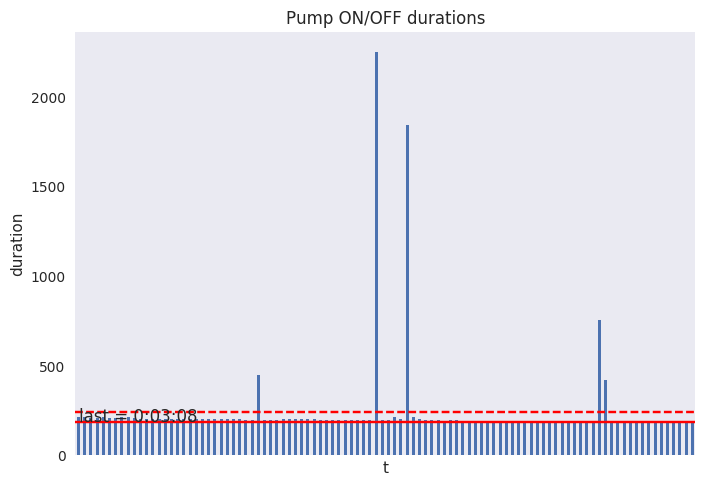 Pump ON/OFF durations
2000
1500
1000
500
0
duration
last = 0:03:08
t